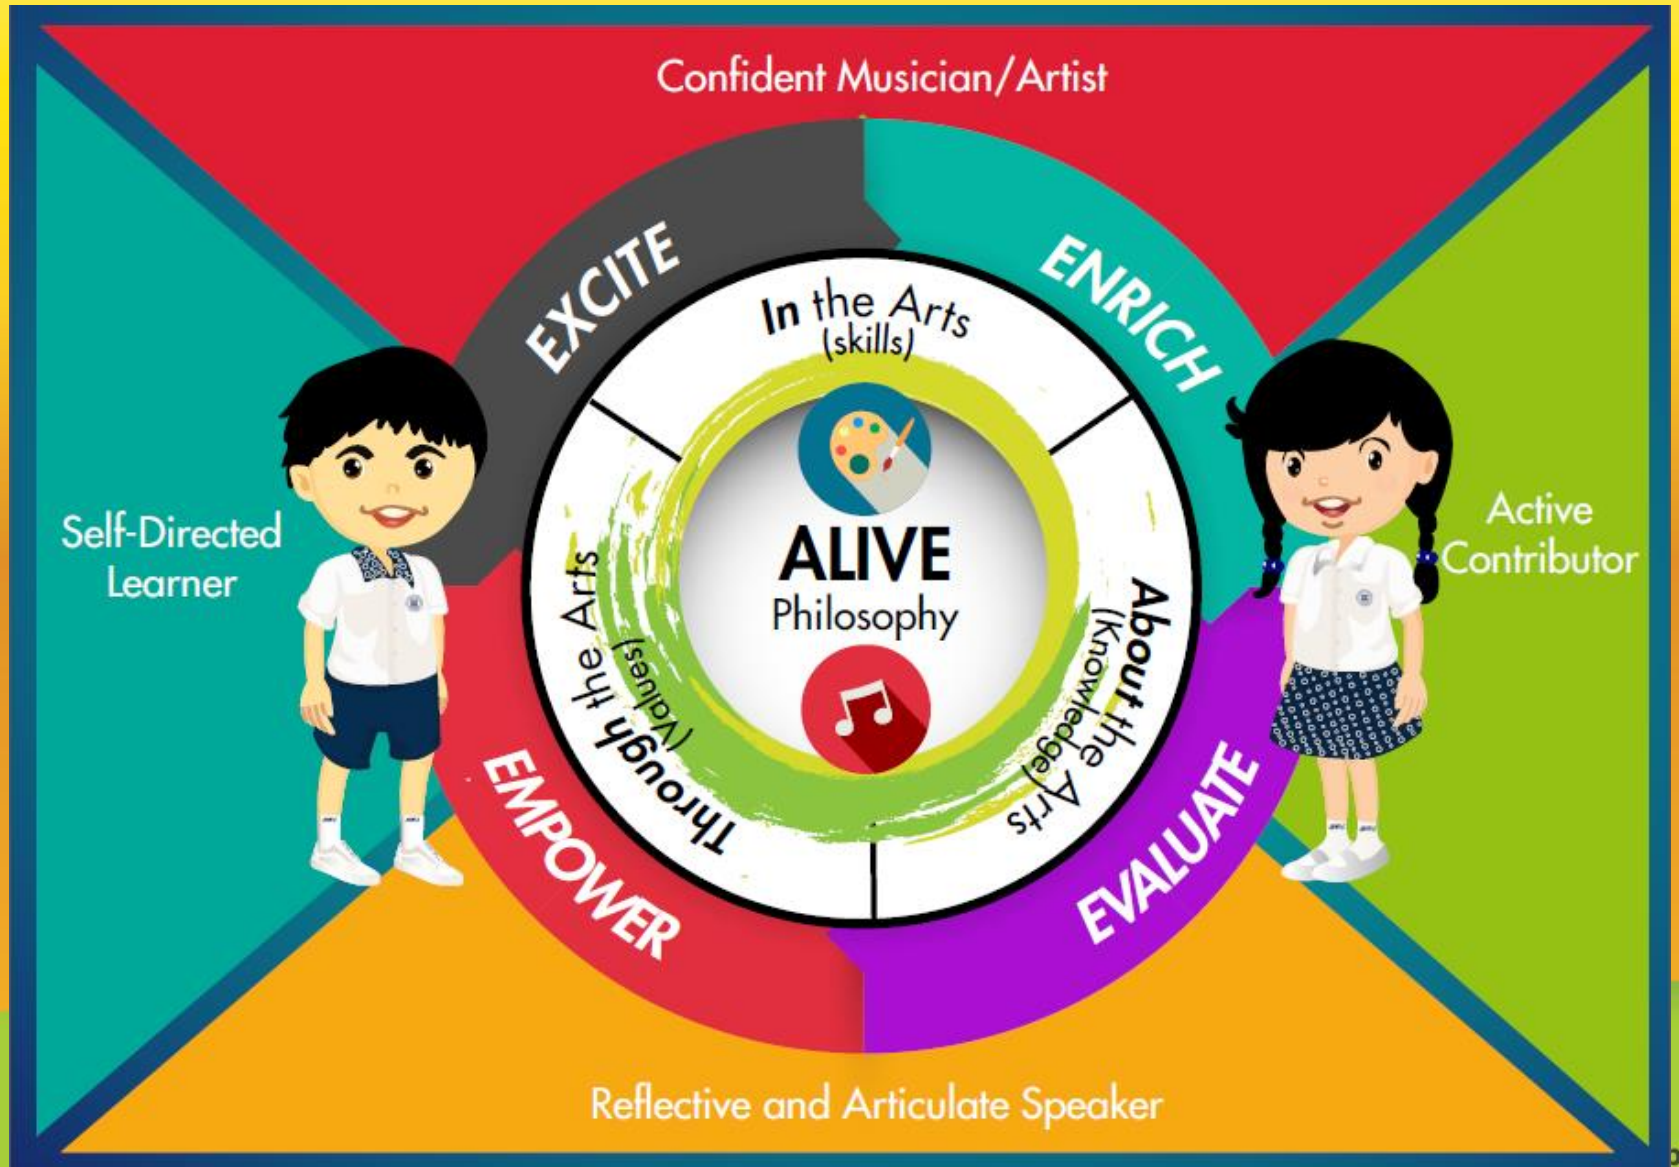 Confident Musician/Artist
EXCITE
ENRICH
In the Arts
(skills)
ALIVE
Philosophy
Self-Directed
Learner
Active
Contributor
Through the Arts
(Values)
About the Arts
(Knowledge)
EMPOWER
EVALUATE
Reflective and Articulate Speaker